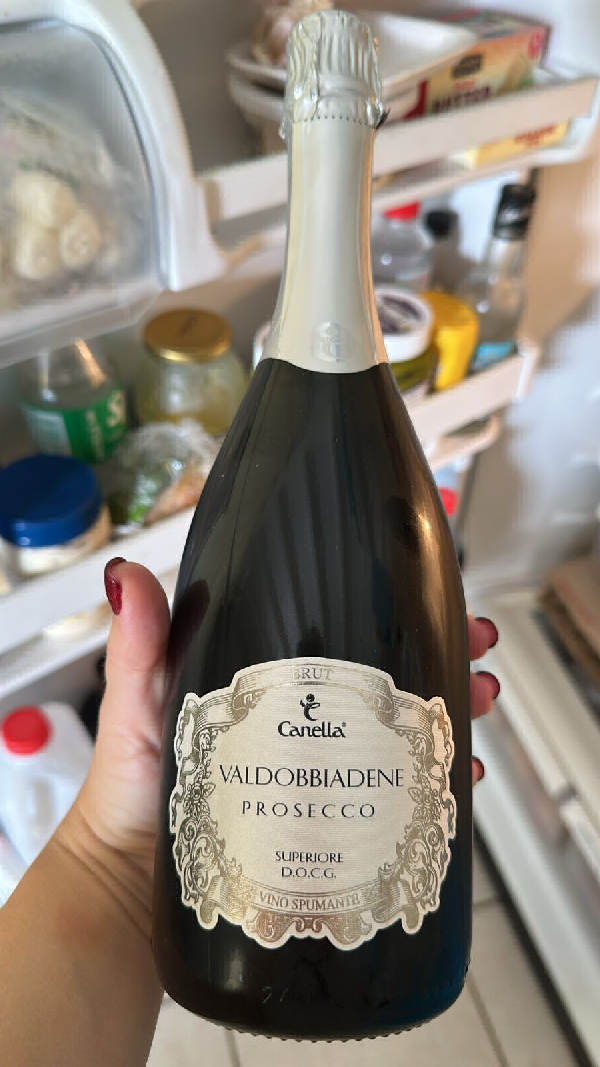 BRUT
Canella®
VALDOBBIADENE
PROSECCO
SUPERIORE
D.O.C.G.
VINO SPUMANTE